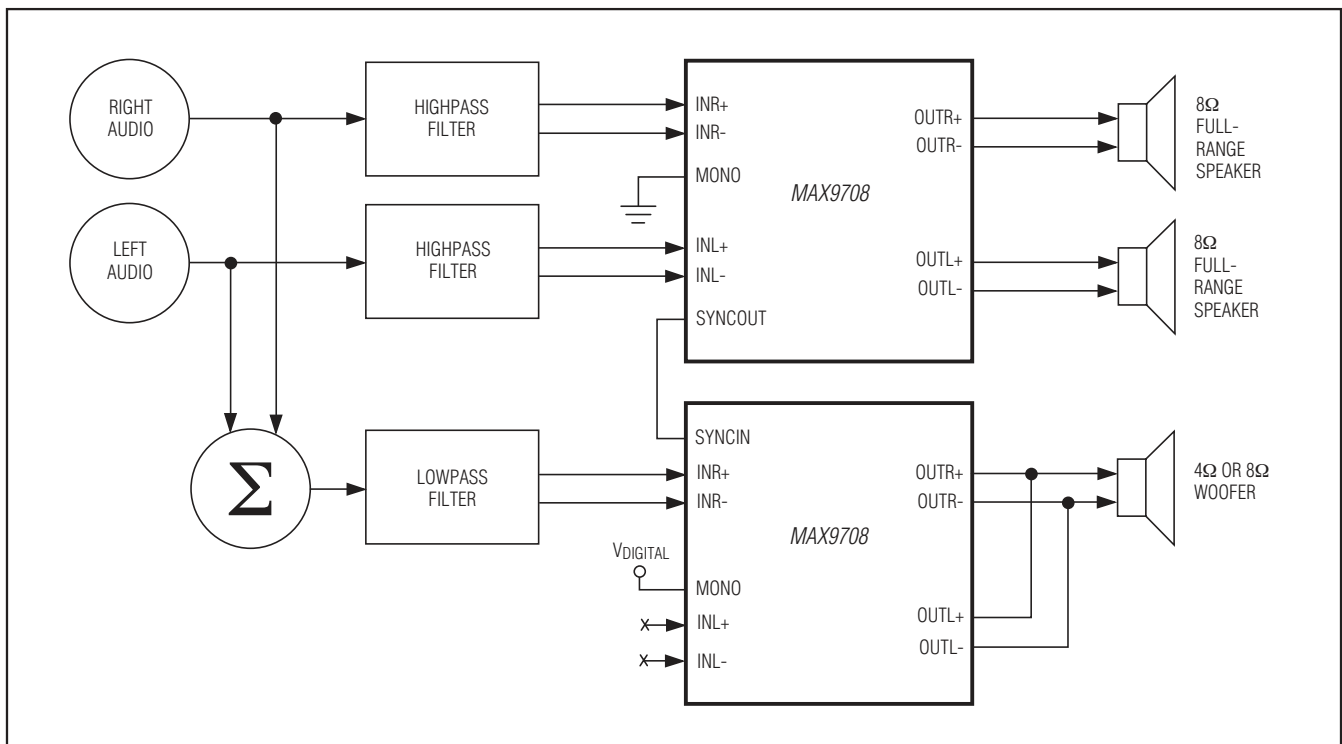 RIGHT
AUDIO
HIGHPASS
FILTER
INR+
INR-
MONO
MAX9708
OUTR+
OUTR-
8Ω
FULL-
RANGE
SPEAKER
LEFT
AUDIO
HIGHPASS
FILTER
INL+
INL-
SYNCOUT
OUTL+
OUTL-
8Ω
FULL-
RANGE
SPEAKER
Σ
LOWPASS
FILTER
SYNCIN
INR+
INR-
VDIGITAL
MONO
INL+
INL-
MAX9708
OUTR+
OUTR-
OUTL+
OUTL-
4Ω OR 8Ω
WOOFER